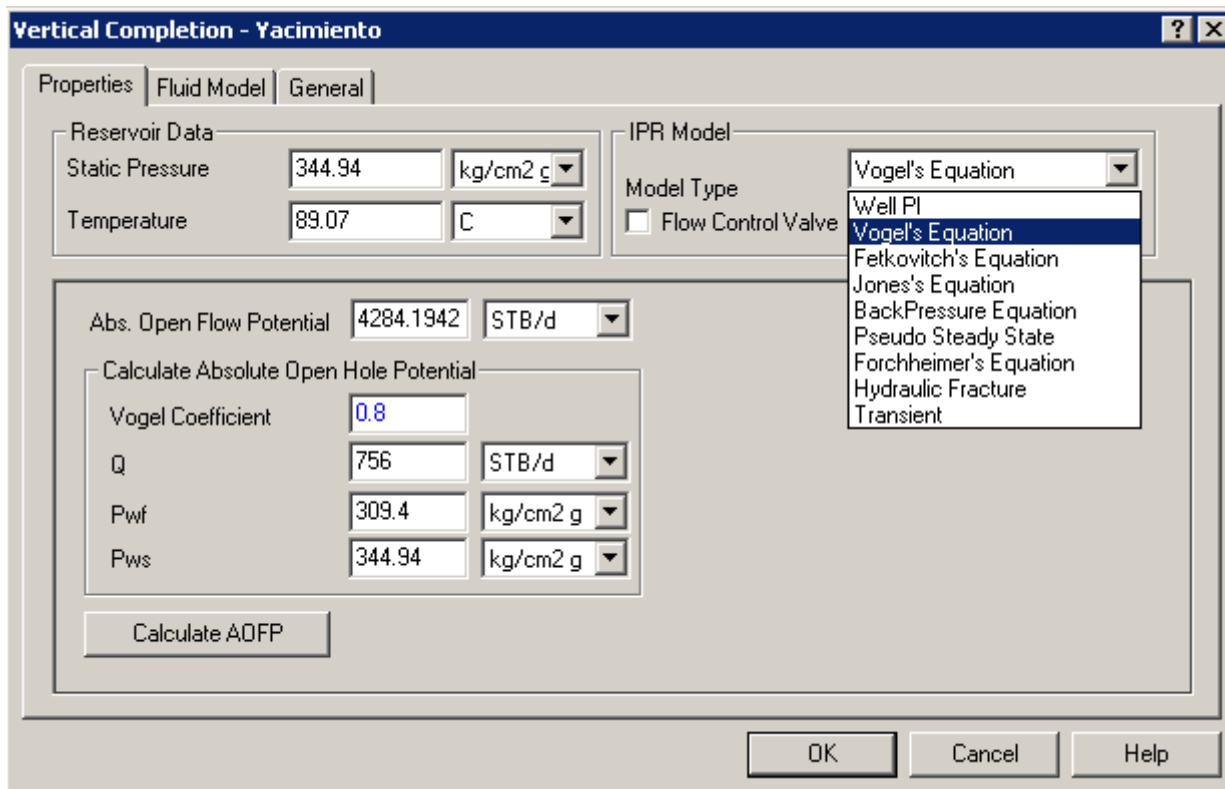 Vertical Completion - Yacimiento
Properties
Fluid Model
General
Reservoir Data
Static Pressure
344.94
kg/cm2 g
Temperature
89.07
C
IPR Model
Model Type
Vogel's Equation
Flow Control Valve
Well PI
Vogel's Equation
Fetkovitch's Equation
Jones's Equation
BackPressure Equation
Pseudo Steady State
Forchheimer's Equation
Hydraulic Fracture
Transient
Abs. Open Flow Potential
4284.1942
STB/d
Calculate Absolute Open Hole Potential
Vogel Coefficient
0.8
Q
756
STB/d
Pwf
309.4
kg/cm2 g
Pws
344.94
kg/cm2 g
Calculate AOFP
OK
Cancel
Help